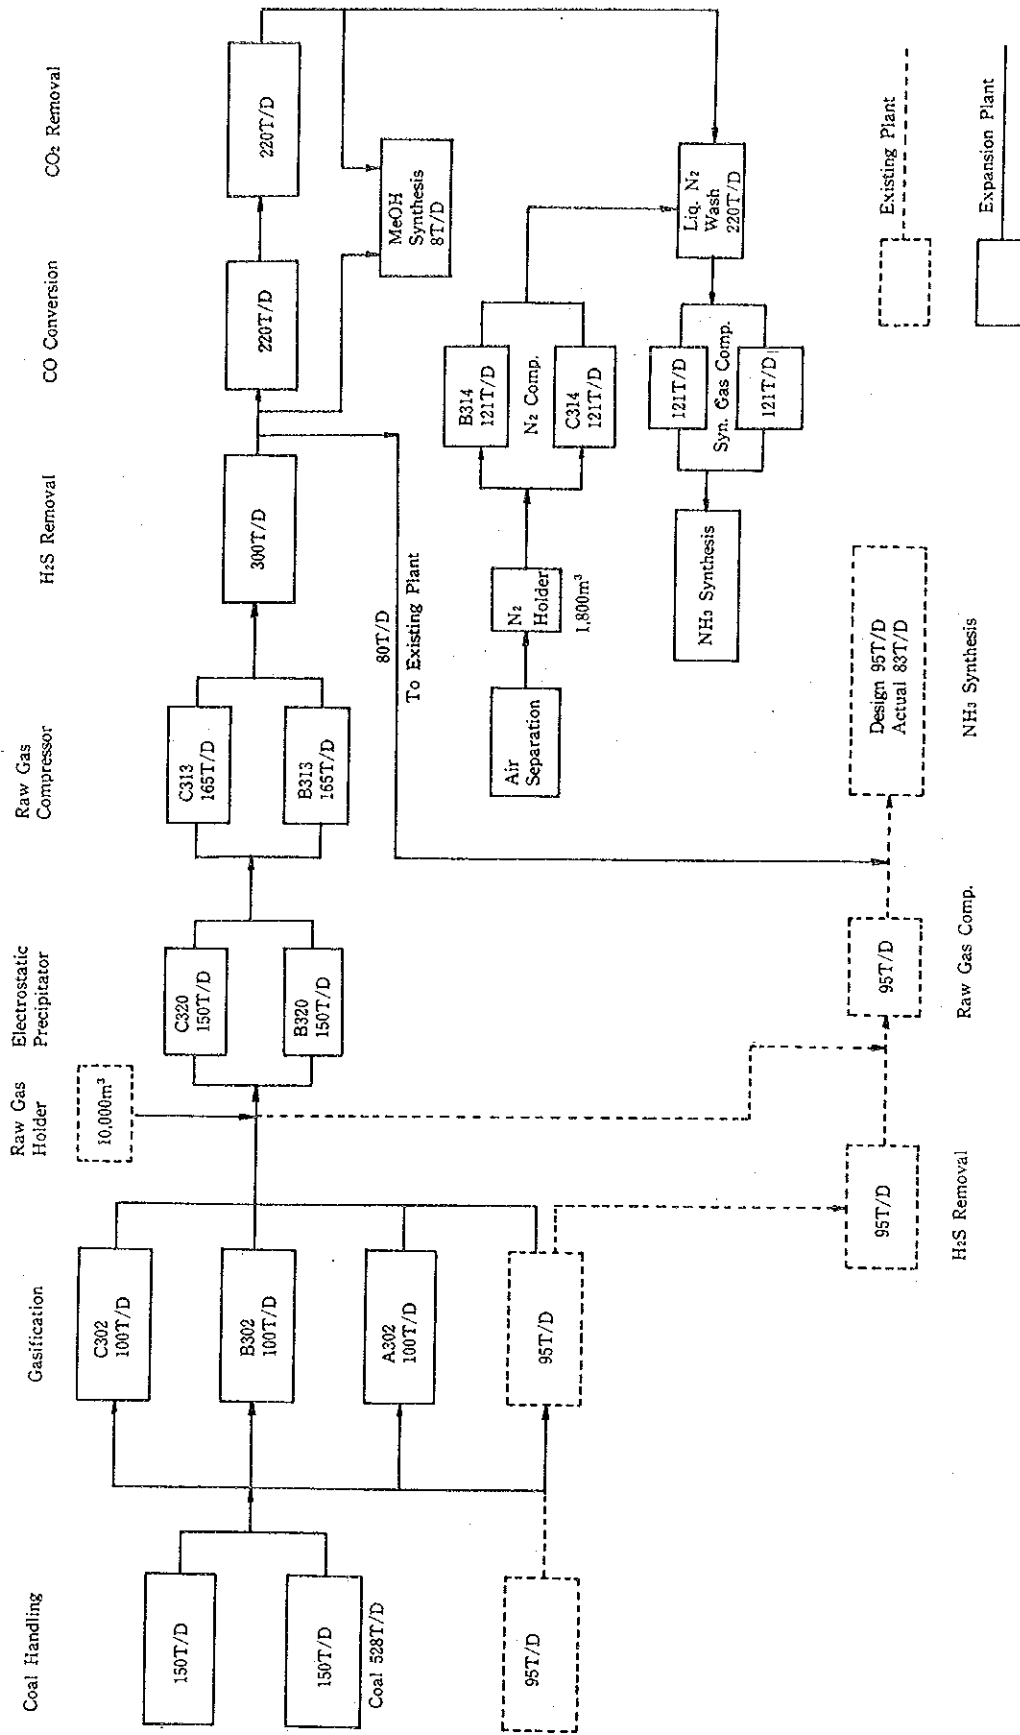 Coal Handling
Gasification
Raw Gas
Holder
Electrostatic
Precipitator
Raw Gas
Compressor
H₂S Removal
CO Conversion
CO₂ Removal
150T/D
150T/D
Coal 528T/D
95T/D
C302
100T/D
B302
100T/D
A302
100T/D
95T/D
10,000m³
C320
150T/D
B320
150T/D
C313
165T/D
B313
165T/D
300T/D
220T/D
220T/D
MeOH
Synthesis
8T/D
80T/D
To Existing Plant
Air
Separation
N₂
Holder
1,800m³
B314
121T/D
N₂ Comp.
C314
121T/D
Liq. N₂
Wash
220T/D
121T/D
Syn. Gas Comp.
121T/D
NH₃ Synthesis
95T/D
H₂S Removal
95T/D
Raw Gas Comp.
Design 95T/D
Actual 83T/D
NH₃ Synthesis
Existing Plant
Expansion Plant